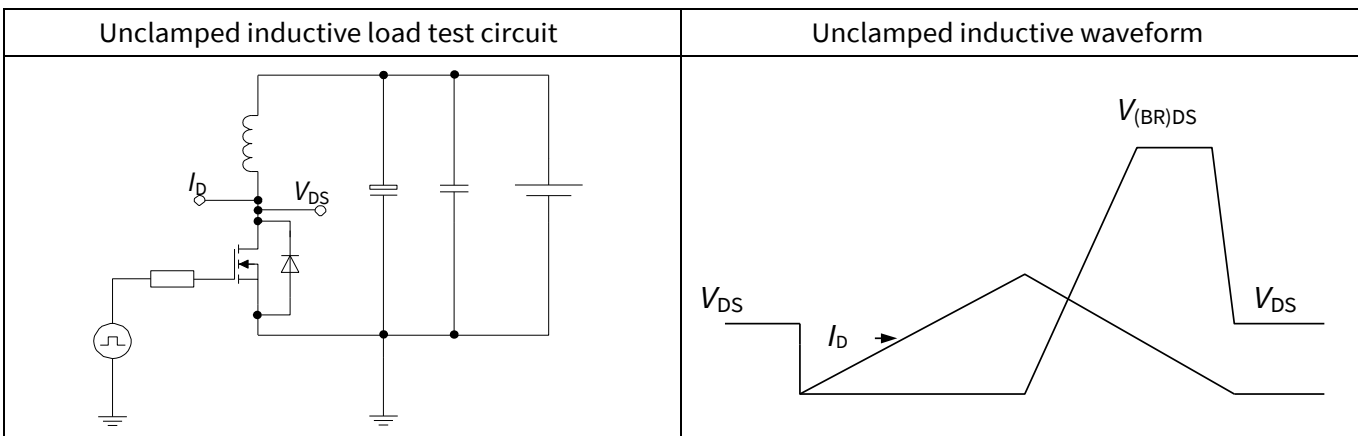 Unclamped inductive load test circuit
Unclamped inductive waveform
I_D
V_DS
V_(BR)DS
V_DS
I_D
V_DS